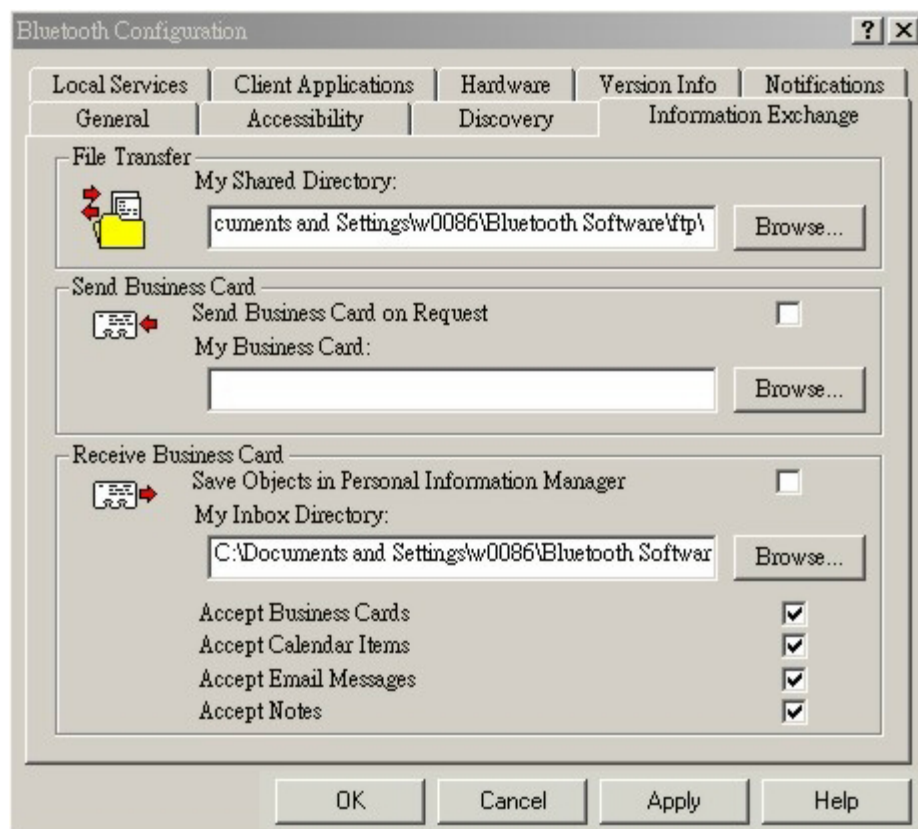 Bluetooth Configuration
Local Services Client Applications Hardware Version Info Notifications
General Accessibility Discovery Information Exchange
File Transfer
My Shared Directory:
cuments and Settings\w0086\Bluetooth Software\ftp\ Browse...
Send Business Card
Send Business Card on Request
My Business Card:
Browse...
Receive Business Card
Save Objects in Personal Information Manager
My Inbox Directory:
C:\Documents and Settings\w0086\Bluetooth Softwar Browse...
Accept Business Cards
Accept Calendar Items
Accept Email Messages
Accept Notes
OK Cancel Apply Help